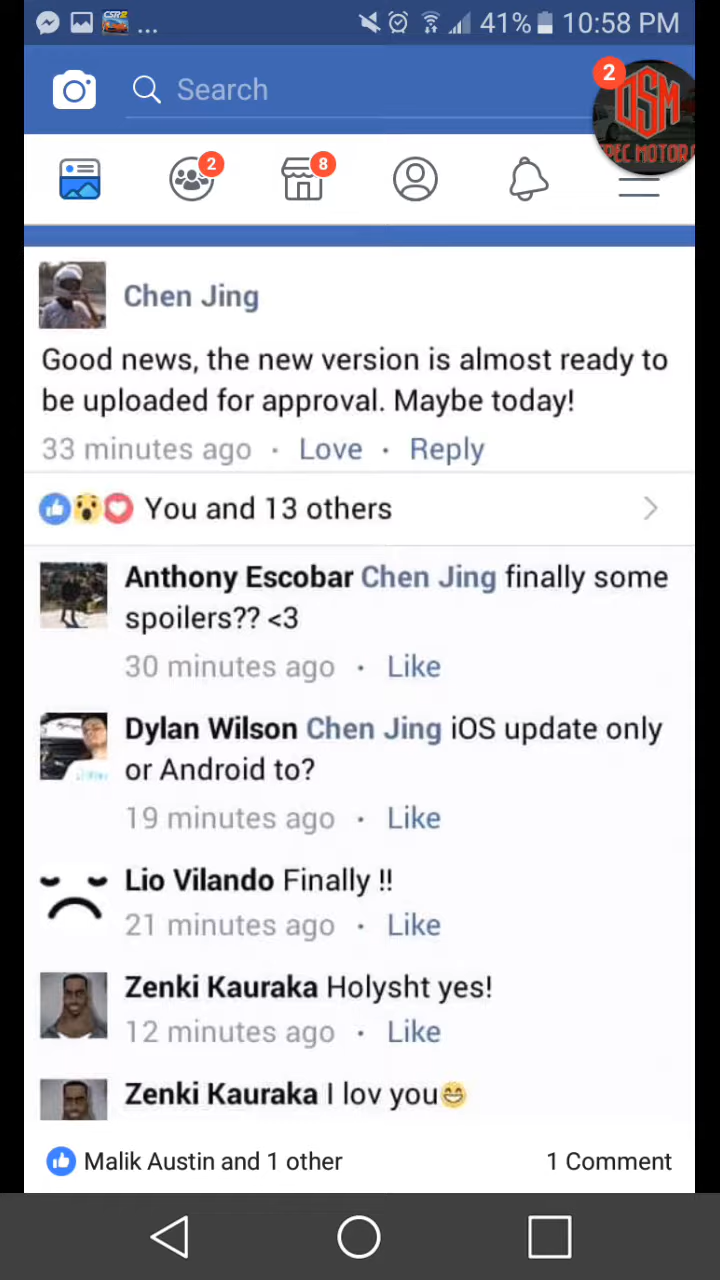 CSR2
... 41% 10:58 PM
Search
2
DSM
PEC MOTOR
2
8
Chen Jing
Good news, the new version is almost ready to
be uploaded for approval. Maybe today!
33 minutes ago · Love · Reply
You and 13 others
Anthony Escobar Chen Jing finally some
spoilers?? <3
30 minutes ago · Like
Dylan Wilson Chen Jing iOS update only
or Android to?
19 minutes ago · Like
Lio Vilando Finally !!
21 minutes ago · Like
Zenki Kauraka Holysht yes!
12 minutes ago · Like
Zenki Kauraka I lov you😁
Malik Austin and 1 other 1 Comment